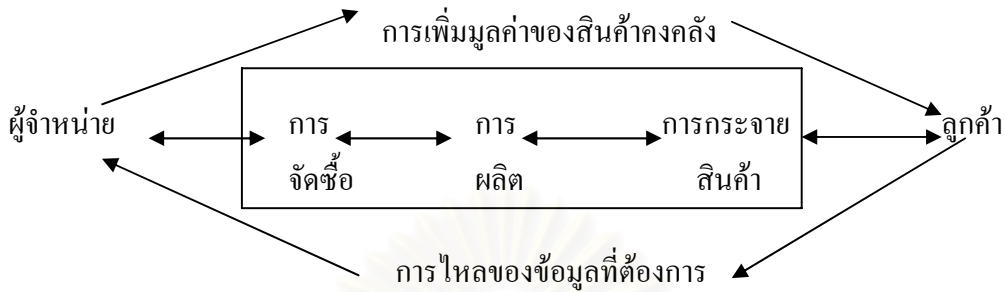 การเพิ่มมูลค่าของสินค้าคงคลัง
ผู้จำหน่าย การ การ การกระจาย ลูกค้า
จัดซื้อ ผลิต สินค้า
การไหลของข้อมูลที่ต้องการ